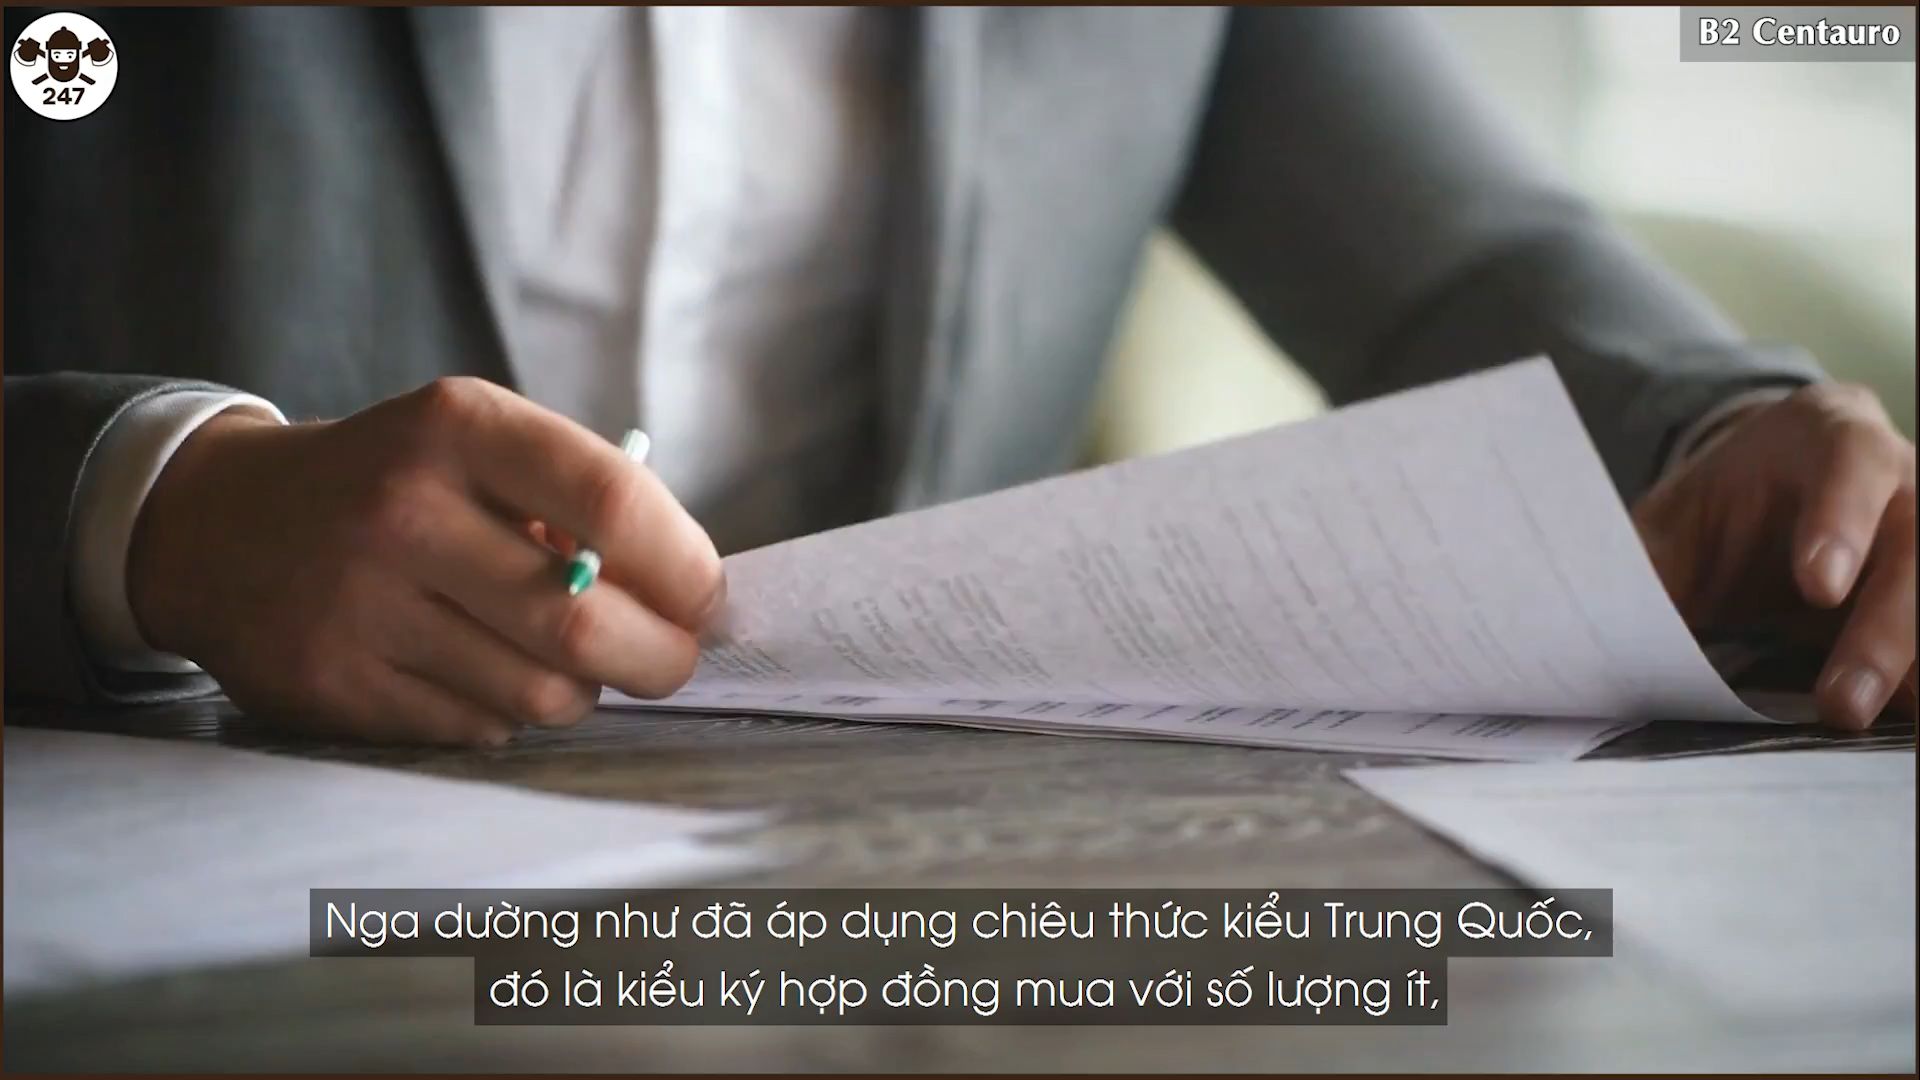 247
B2 Centauro
Nga dường như đã áp dụng chiêu thức kiểu Trung Quốc,
đó là kiểu ký hợp đồng mua với số lượng ít,